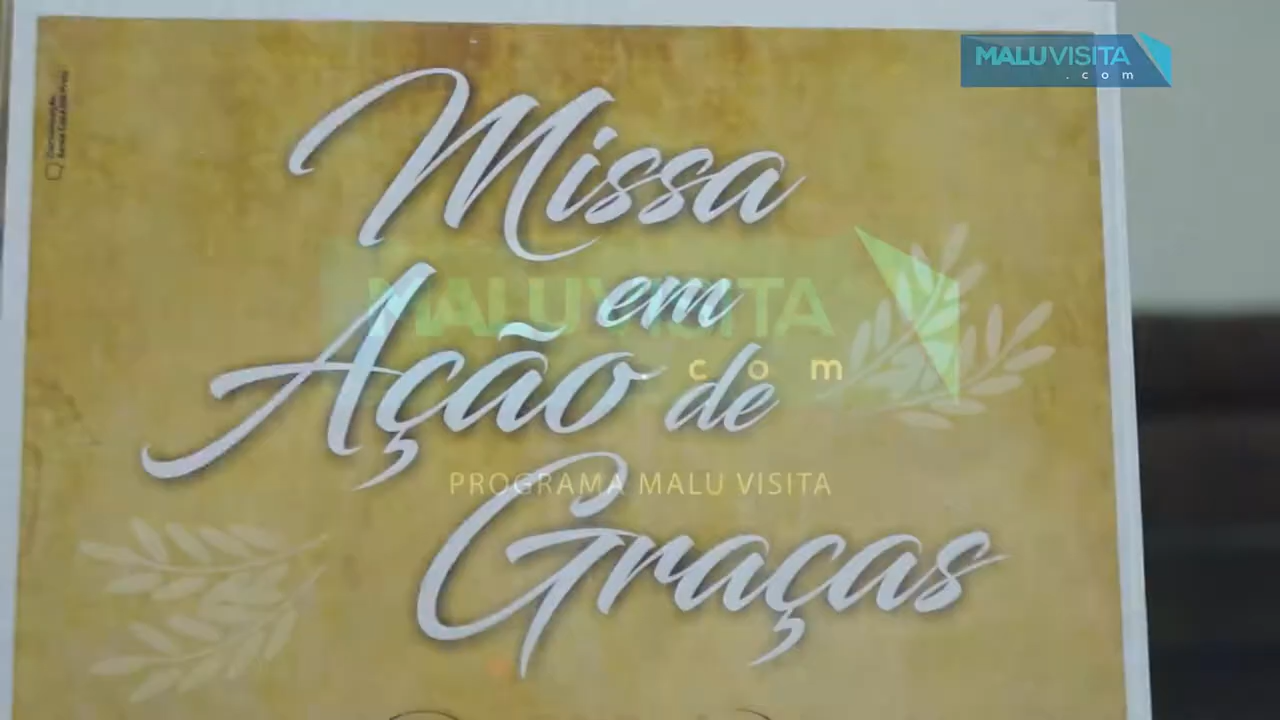 MALUVISITA
.com
Missa
em
Ação de
Graças
MALUVISITA
com
PROGRAMA MALU VISITA